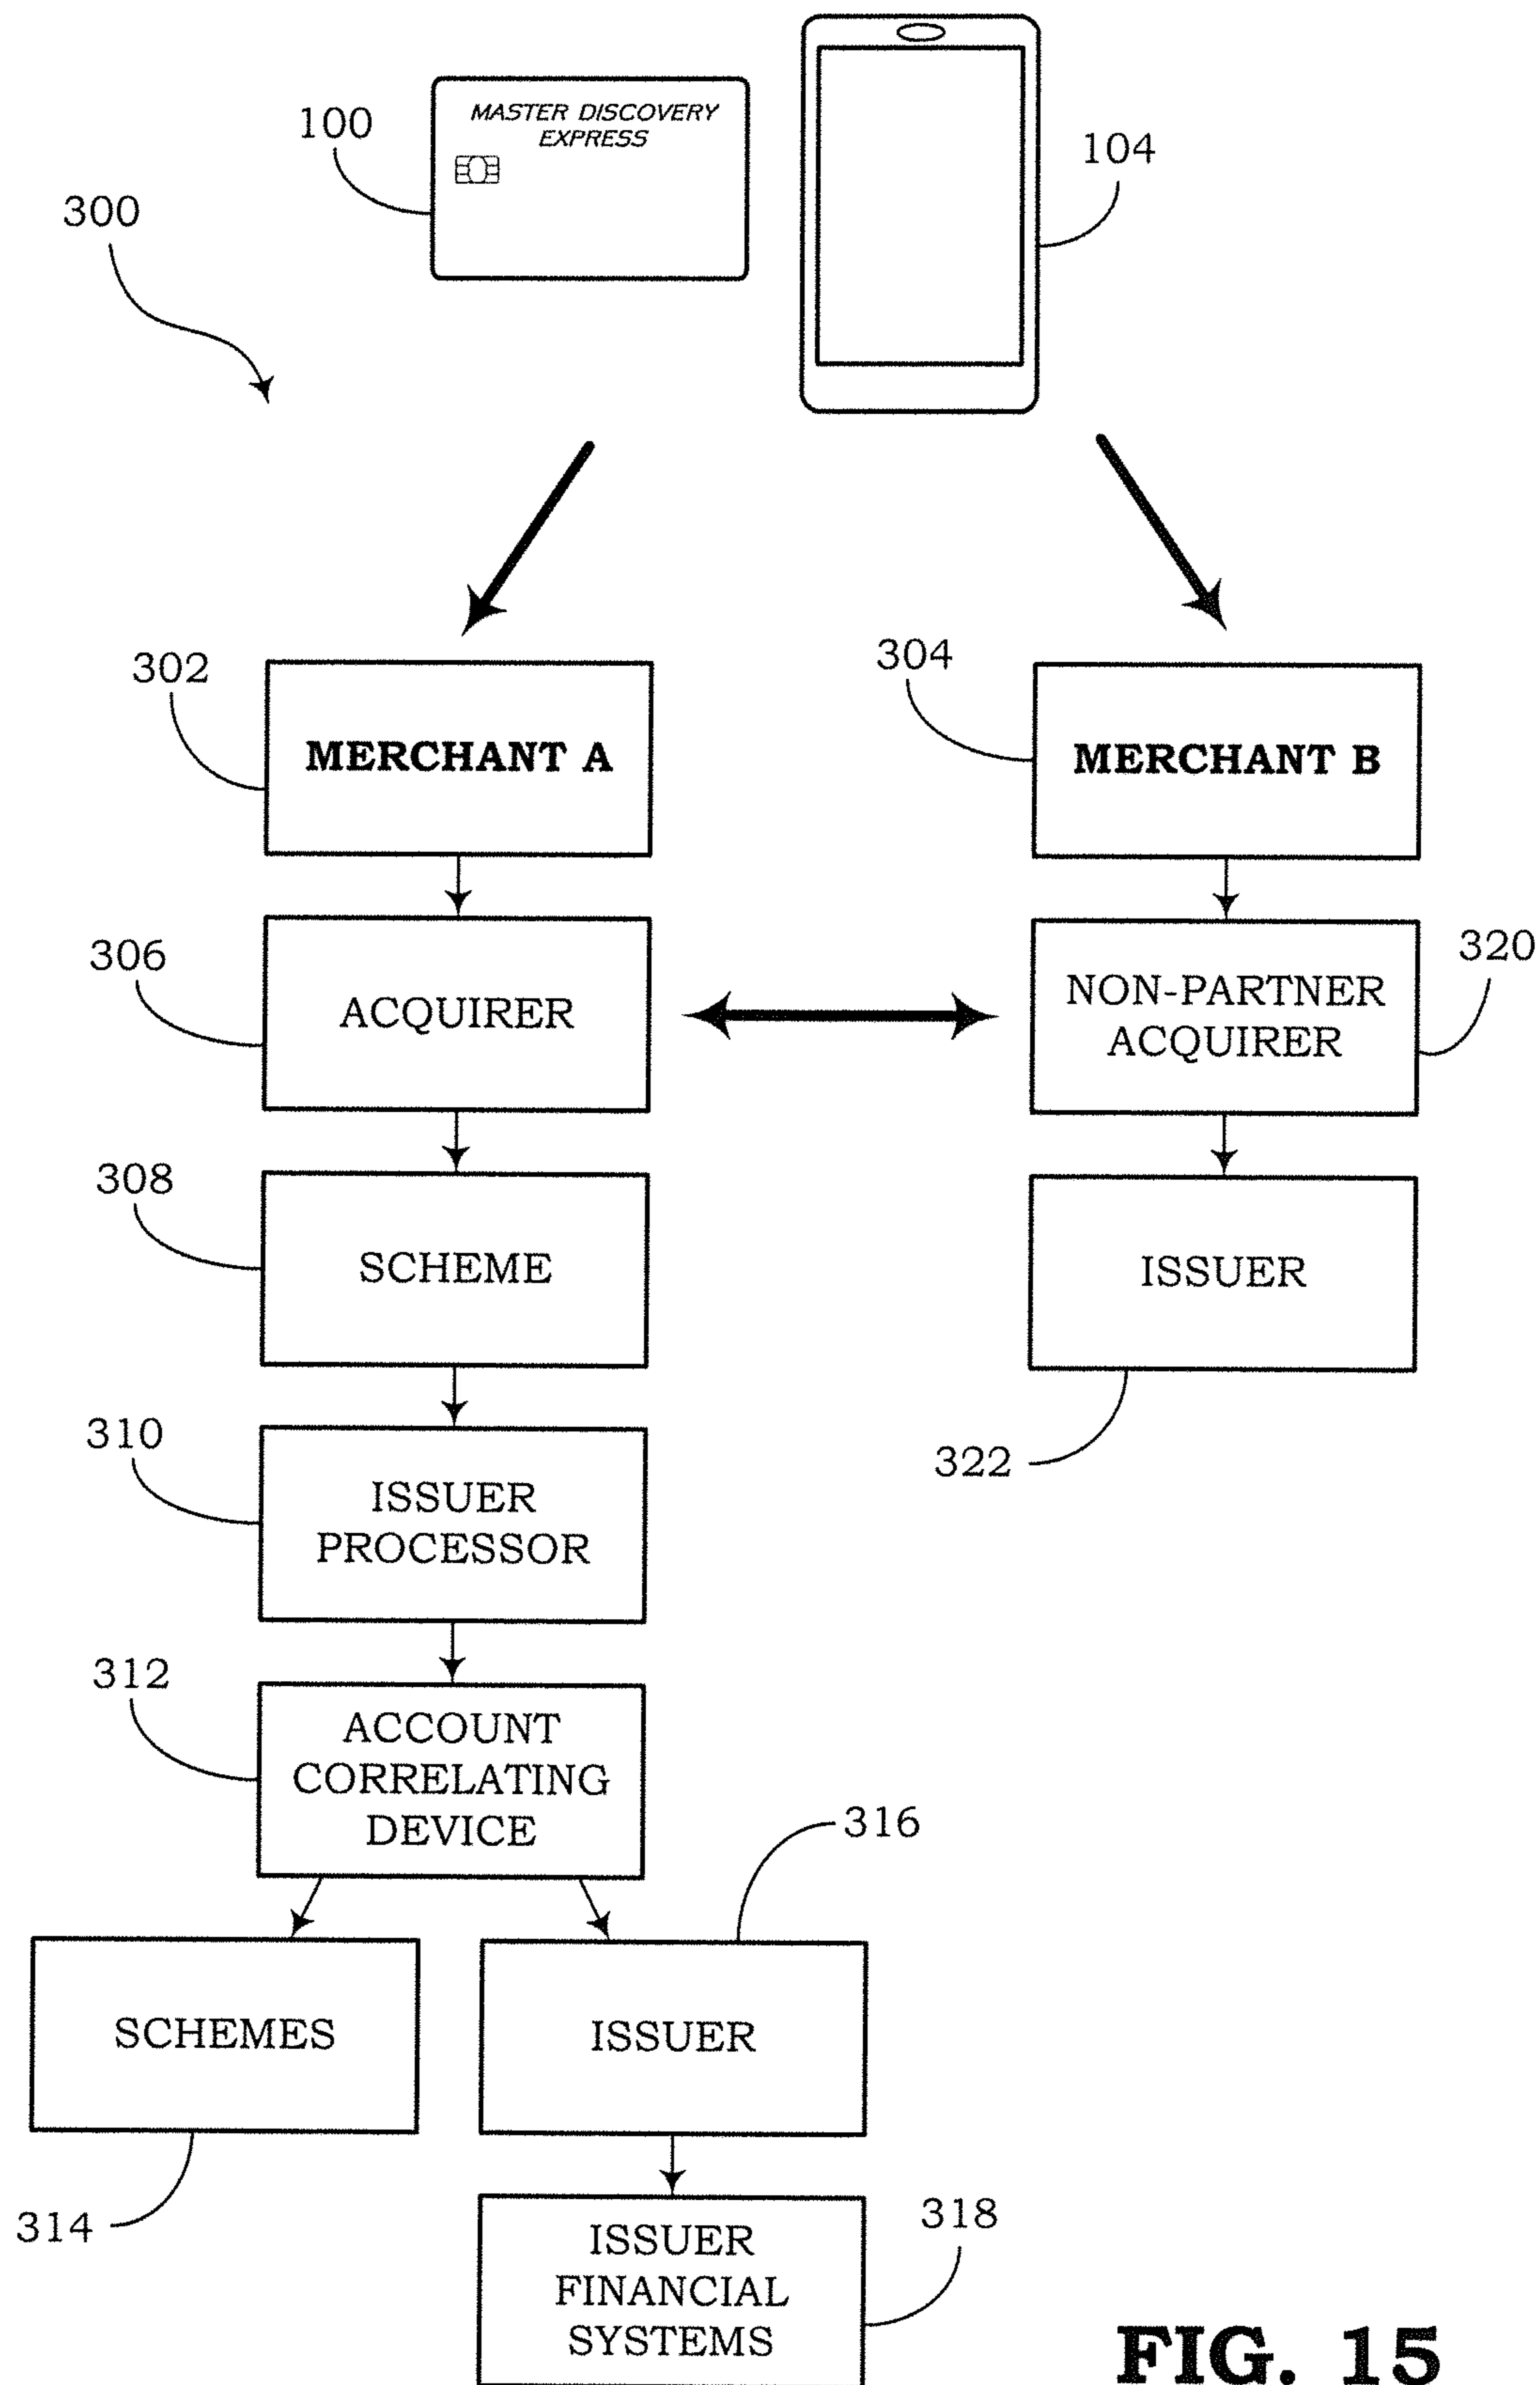 MASTER DISCOVERY
EXPRESS
100
104
300
302
MERCHANT A
304
MERCHANT B
306
ACQUIRER
NON-PARTNER
ACQUIRER
320
308
SCHEME
ISSUER
322
310
ISSUER
PROCESSOR
312
ACCOUNT
CORRELATING
DEVICE
316
SCHEMES
ISSUER
314
318
ISSUER
FINANCIAL
SYSTEMS
FIG. 15